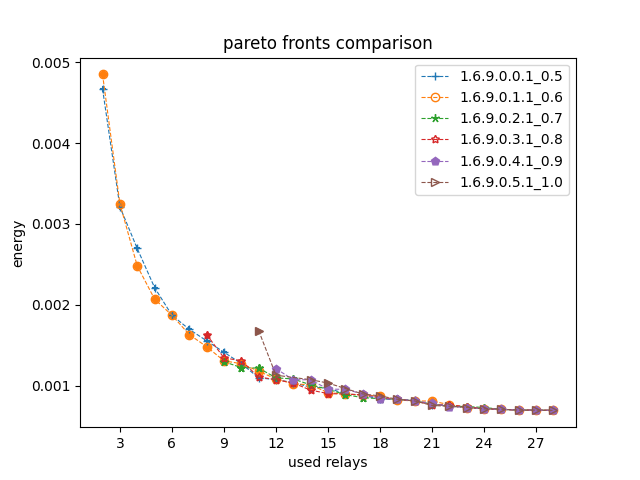 pareto fronts comparison
0.005
0.004
0.003
0.002
0.001
energy
1.6.9.0.0.1_0.5
1.6.9.0.1.1_0.6
1.6.9.0.2.1_0.7
1.6.9.0.3.1_0.8
1.6.9.0.4.1_0.9
1.6.9.0.5.1_1.0
3 6 9 12 15 18 21 24 27
used relays